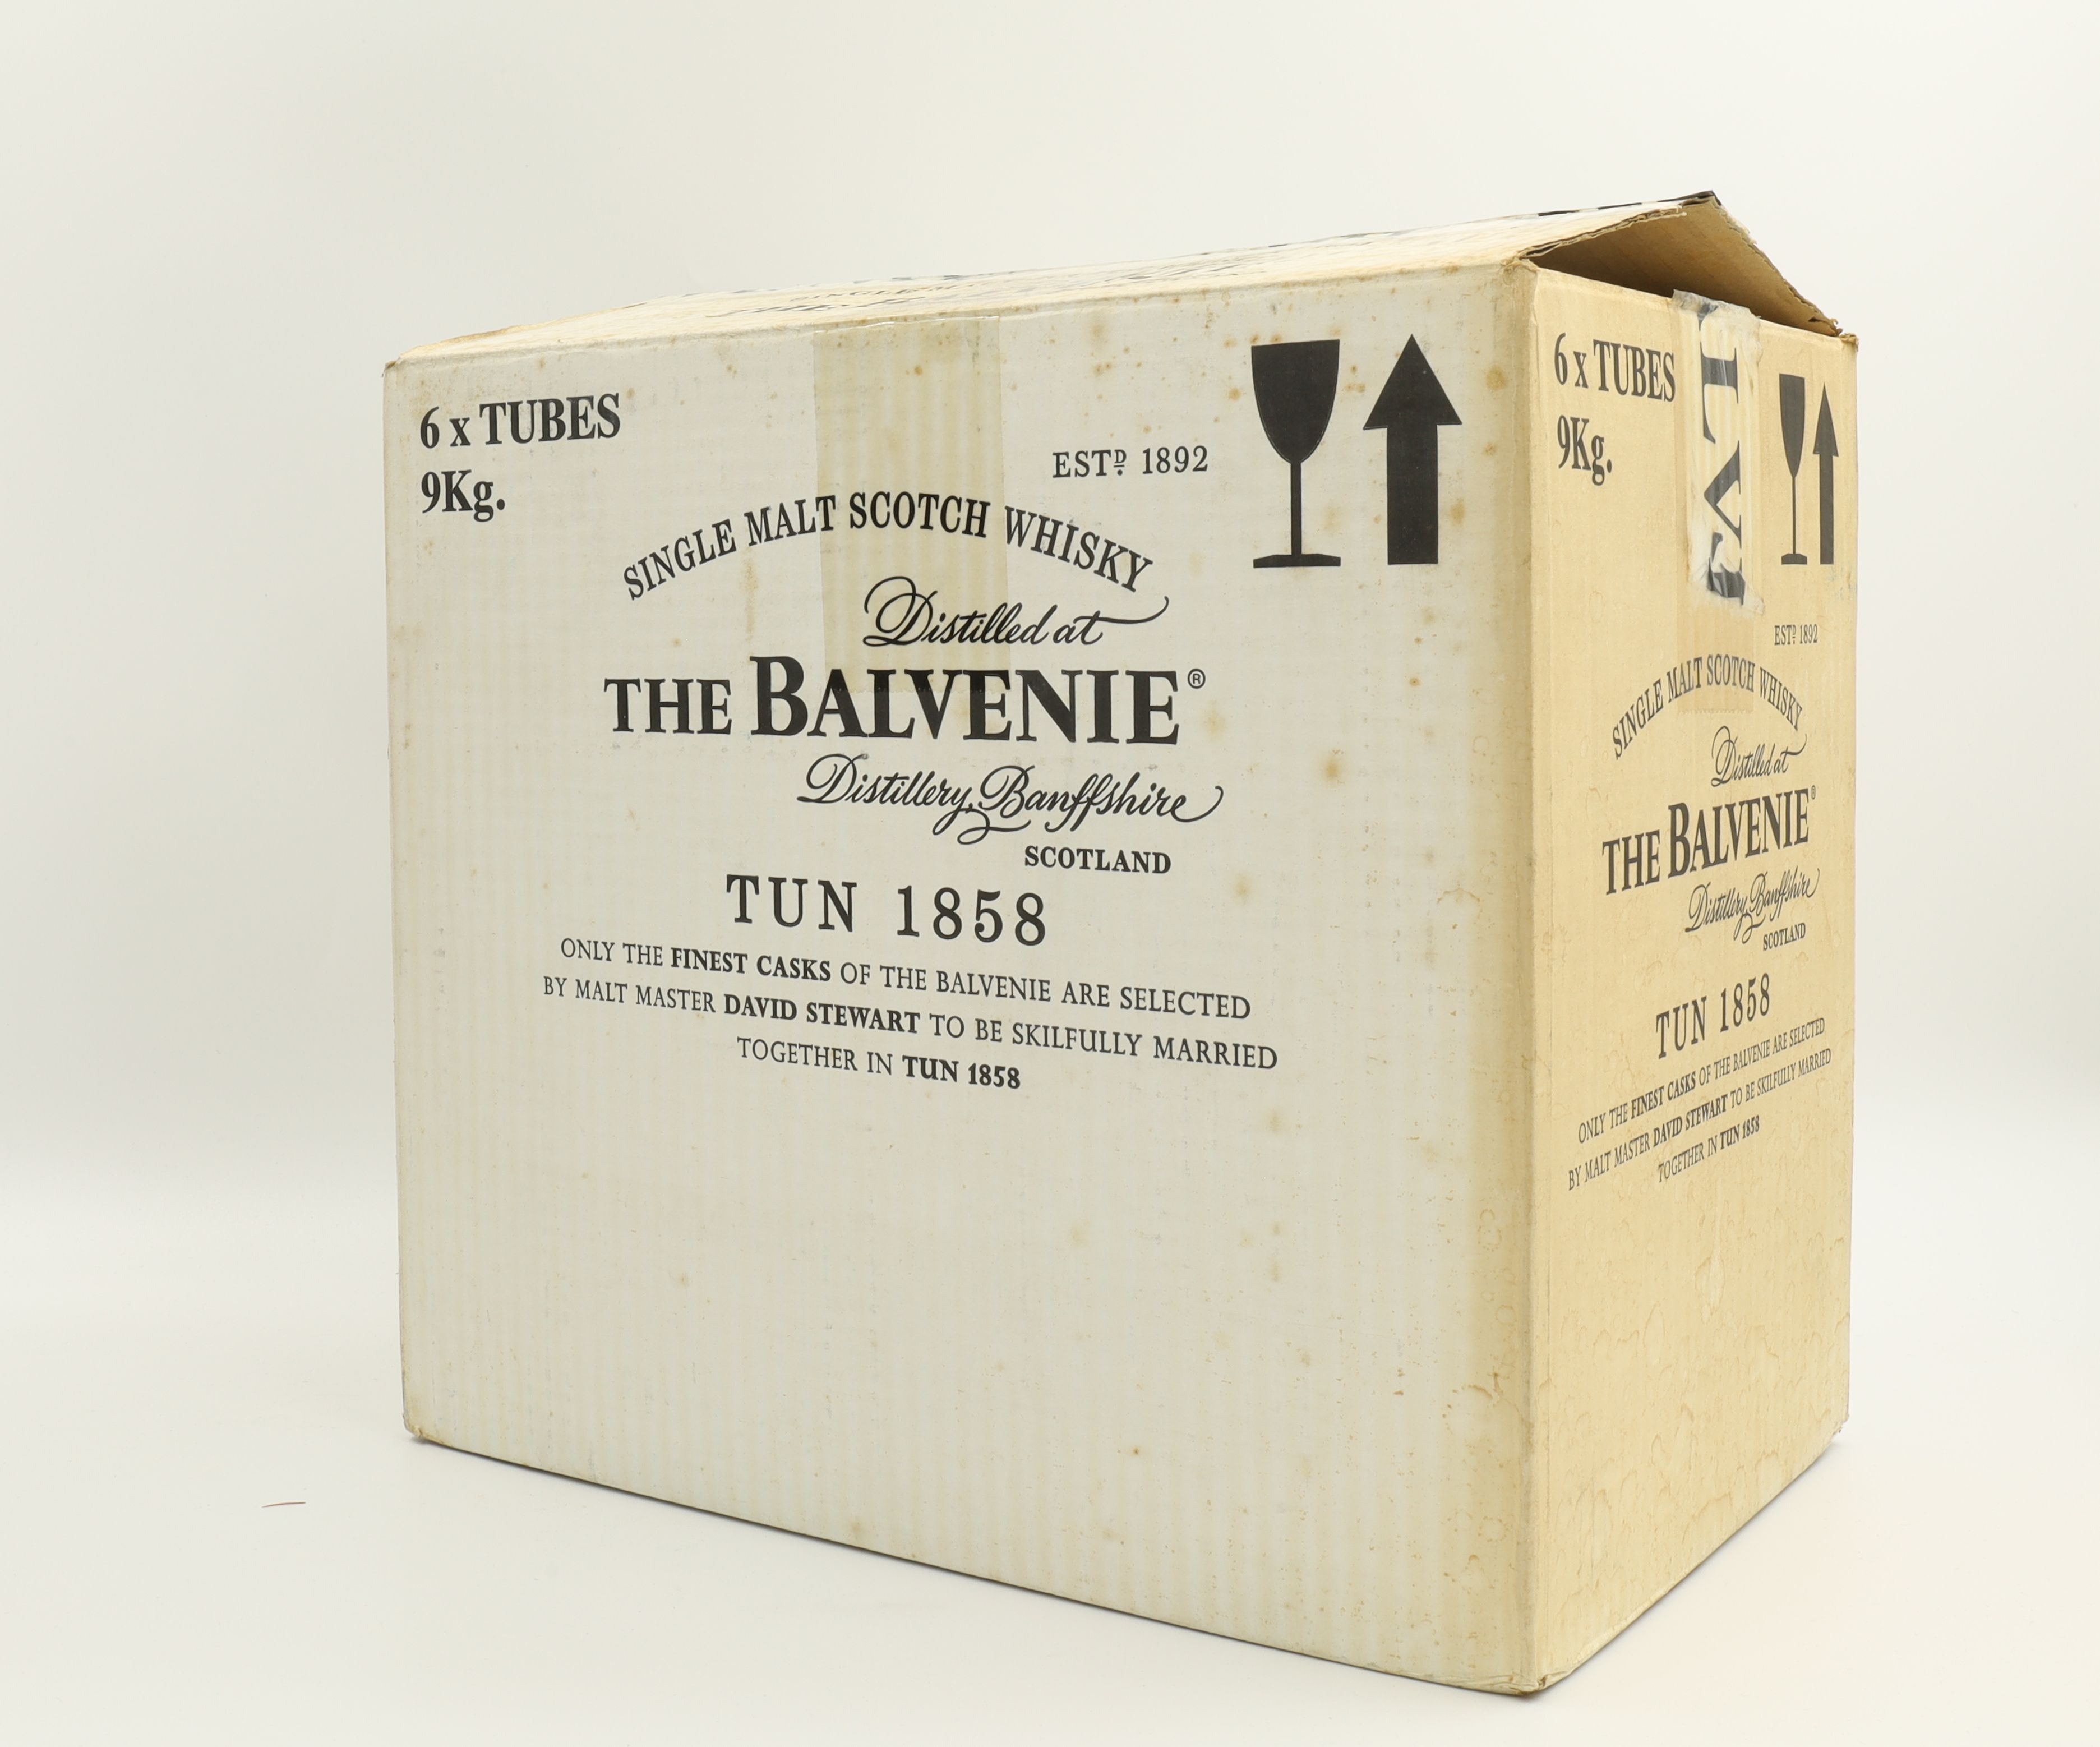 6 x TUBES
9Kg.
ESTD. 1892
SINGLE MALT SCOTCH WHISKY
Distilled at
THE BALVENIE®
Distillery, Banffshire
SCOTLAND
TUN 1858
ONLY THE FINEST CASKS OF THE BALVENIE ARE SELECTED
BY MALT MASTER DAVID STEWART TO BE SKILFULLY MARRIED
TOGETHER IN TUN 1858
6 x TUBES
9Kg.
ESTD. 1892
SINGLE MALT SCOTCH WHISKY
Distilled at
THE BALVENIE®
Distillery, Banffshire
SCOTLAND
TUN 1858
ONLY THE FINEST CASKS OF THE BALVENIE ARE SELECTED
BY MALT MASTER DAVID STEWART TO BE SKILFULLY MARRIED
TOGETHER IN TUN 1858